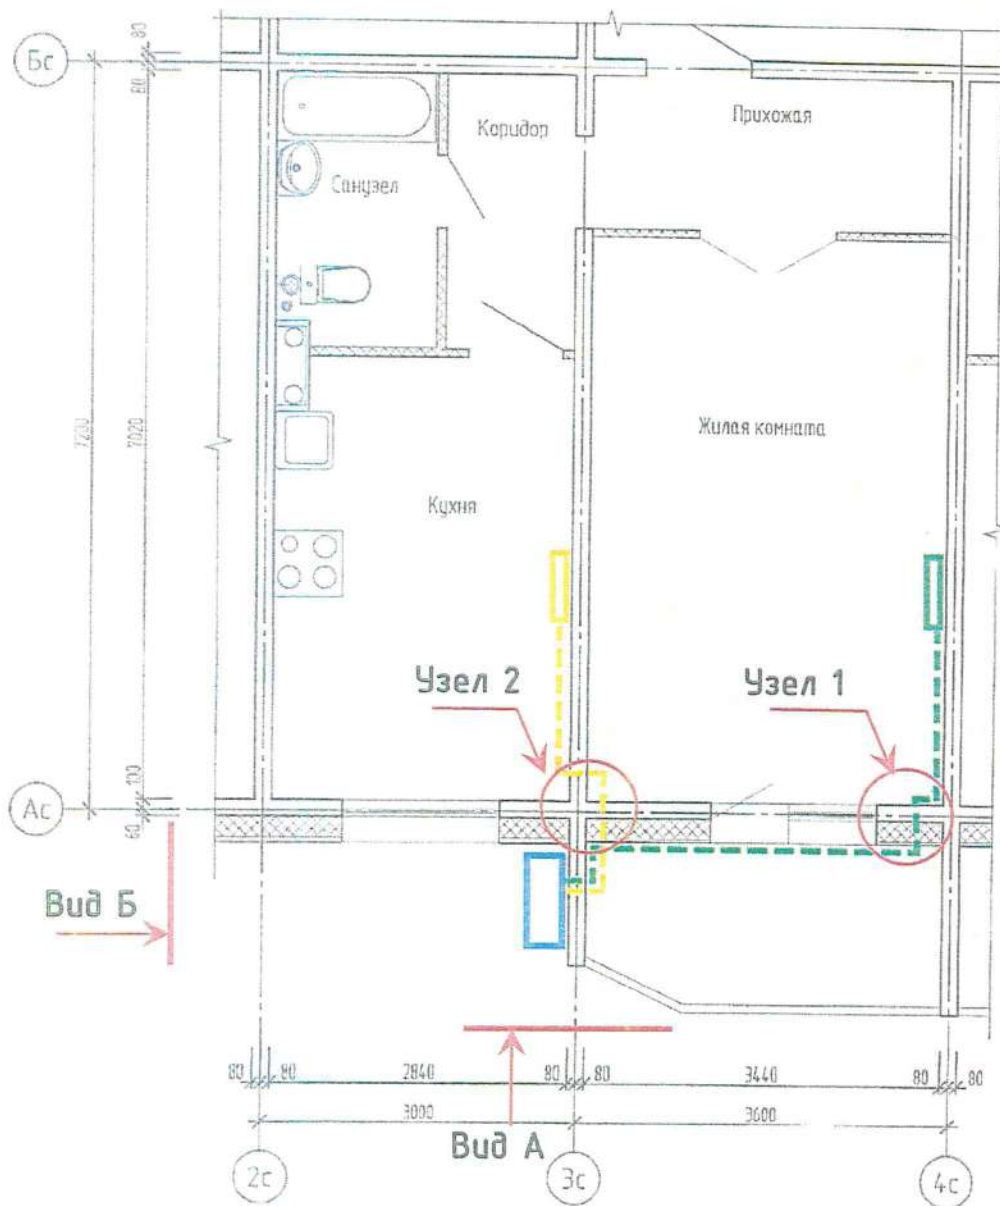 80
Бс
80
Прихожая
Коридор
Санузел
7200
7020
Жилая комната
Кухня
Узел 2
Узел 1
100
Ас
60
Вид Б
80
80
2840
80
80
3440
80
80
3000
3600
Вид А
2с
3с
4с